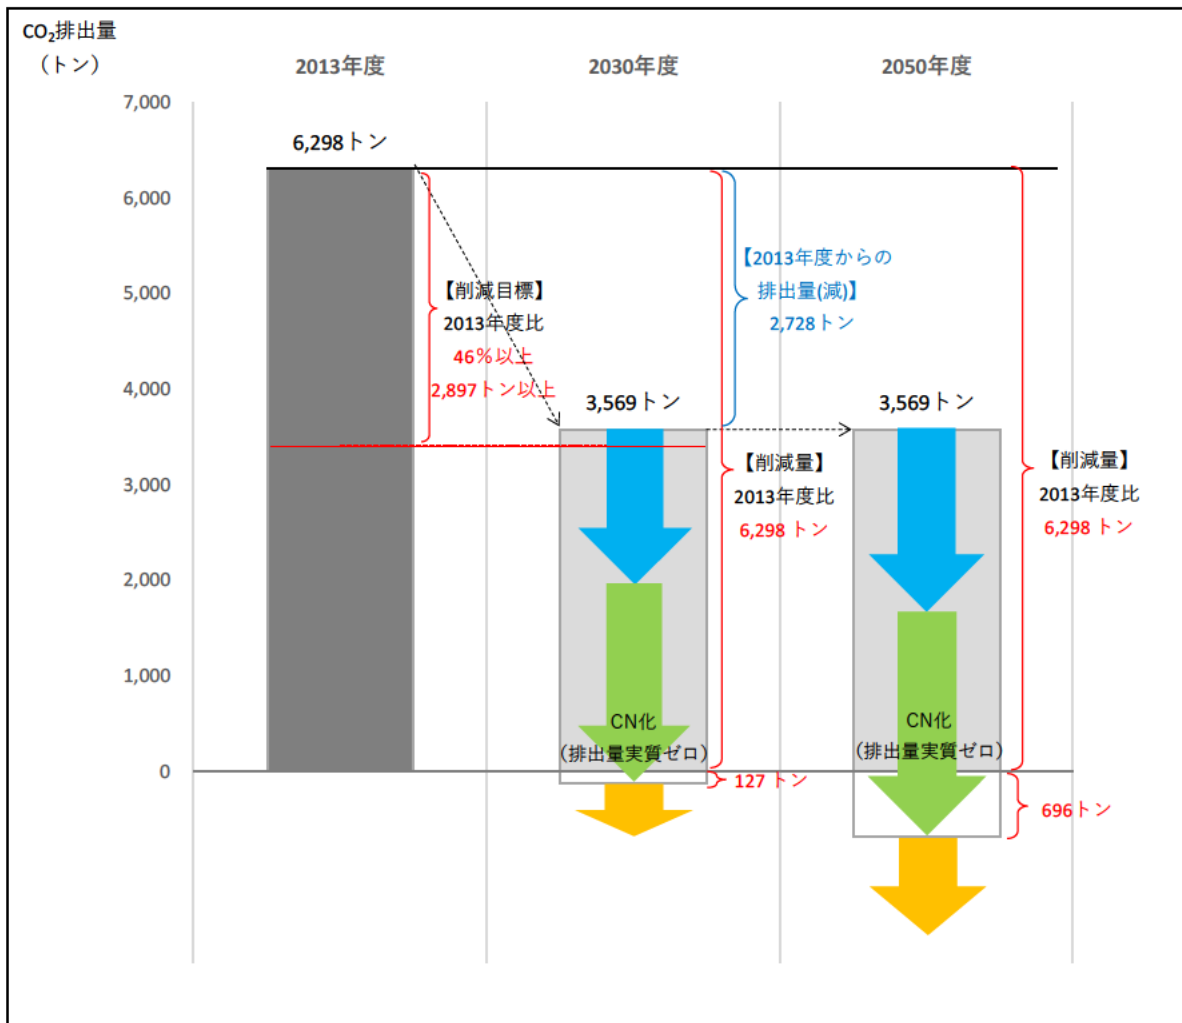 CO₂排出量
（トン）
2013年度
2030年度
2050年度
7,000
6,000
5,000
4,000
3,000
2,000
1,000
0
6,298トン
【削減目標】
2013年度比
46%以上
2,897トン以上
【2013年度からの
排出量(減)】
2,728トン
3,569トン
3,569トン
【削減量】
2013年度比
6,298トン
【削減量】
2013年度比
6,298トン
CN化
（排出量実質ゼロ）
CN化
（排出量実質ゼロ）
127トン
696トン